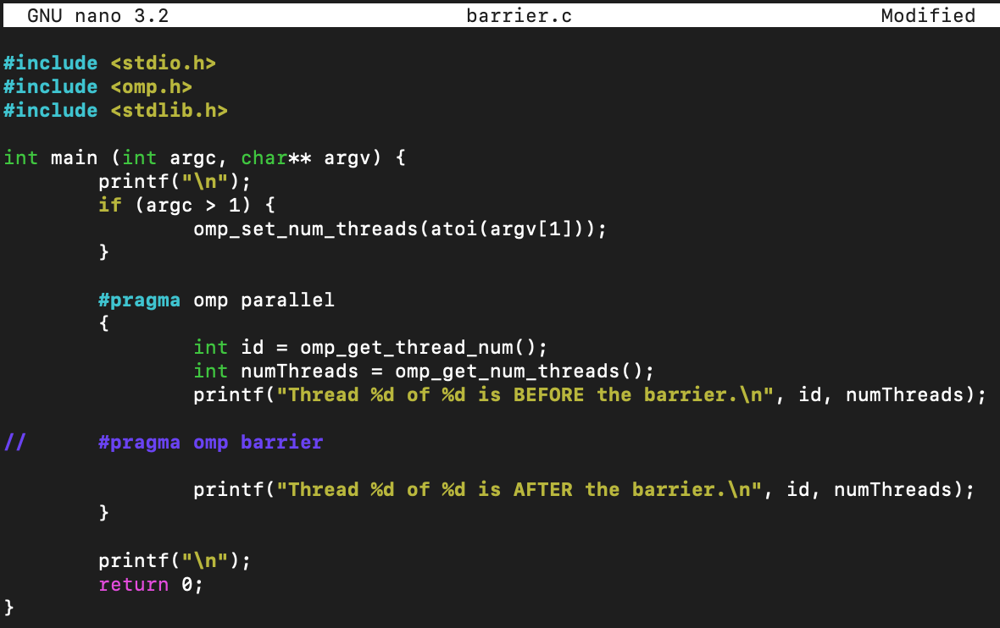 GNU nano 3.2 barrier.c Modified
#include <stdio.h>
#include <omp.h>
#include <stdlib.h>
int main (int argc, char** argv) {
printf("\n");
if (argc > 1) {
omp_set_num_threads(atoi(argv[1]));
}
#pragma omp parallel
{
int id = omp_get_thread_num();
int numThreads = omp_get_num_threads();
printf("Thread %d of %d is BEFORE the barrier.\n", id, numThreads);
// #pragma omp barrier
printf("Thread %d of %d is AFTER the barrier.\n", id, numThreads);
}
printf("\n");
return 0;
}